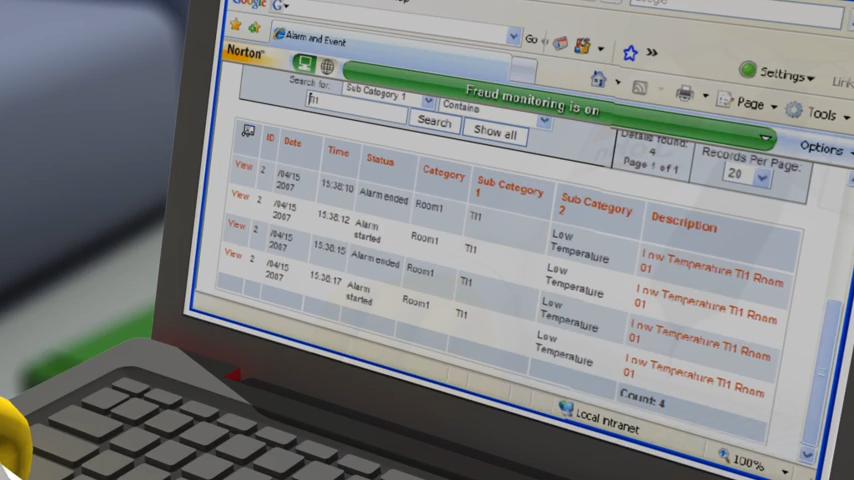 Google G
Alarm and Event
Go
Settings
Norton
Fraud monitoring is on
Page
Tools
Options
Search for:
Sub Category 1
Contains
TI1
Search
Show all
Details found:
4
Page 1 of 1
Records Per Page:
20
ID Date Time Status Category Sub Category 1 Sub Category 2 Description
View 2 /04/15 2007 15:38:10 Alarm ended Room1 TI1 Low Temperature Low Temperature TI1 Room 01
View 2 /04/15 2007 15:38:12 Alarm started Room1 TI1 Low Temperature Low Temperature TI1 Room 01
View 2 /04/15 2007 15:38:15 Alarm ended Room1 TI1 Low Temperature Low Temperature TI1 Room 01
View 2 /04/15 2007 15:38:17 Alarm started Room1 TI1 Low Temperature Low Temperature TI1 Room 01
Count: 4
Local intranet
100%